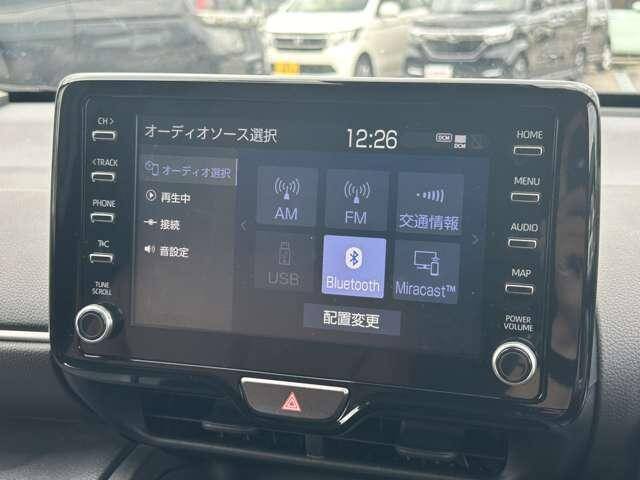 CH>
<TRACK
PHONE
TUNE
SCROLL
オーディオソース選択
12:26
DCM
DCM
オーディオ選択
再生中
接続
音設定
AM
FM
交通情報
USB
Bluetooth
Miracast™
配置変更
HOME
MENU
AUDIO
MAP
POWER
VOLUME